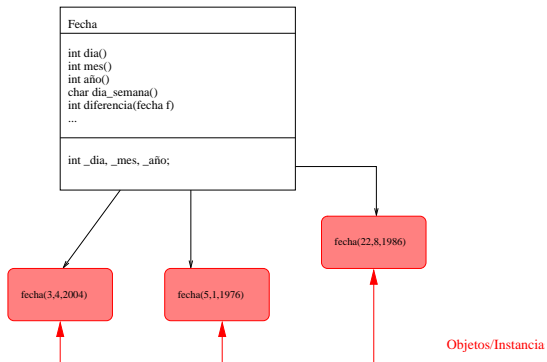 Fecha
int dia()
int mes()
int año()
char dia_semana()
int diferencia(fecha f)
...
int _dia, _mes, _año;
fecha(22,8,1986)
fecha(3,4,2004)
fecha(5,1,1976)
Objetos/Instancia